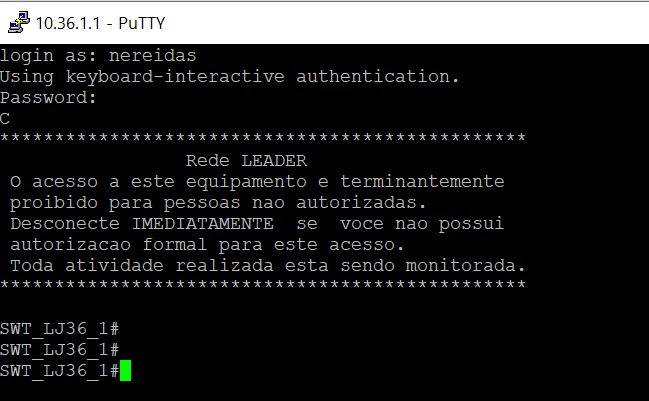 10.36.1.1 - PuTTY
login as: nereidas
Using keyboard-interactive authentication.
Password:
C
************************************************
Rede LEADER
O acesso a este equipamento e terminantemente
proibido para pessoas nao autorizadas.
Desconecte IMEDIATAMENTE  se  voce nao possui
autorizacao formal para este acesso.
Toda atividade realizada esta sendo monitorada.
************************************************
SWT_LJ36_1#
SWT_LJ36_1#
SWT_LJ36_1#